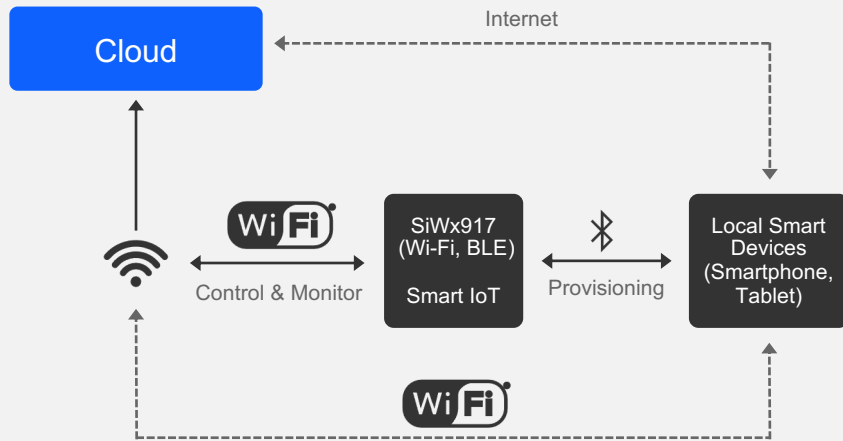 Internet
Cloud
WiFi
SiWx917
(Wi-Fi, BLE)
Smart IoT
Local Smart
Devices
(Smartphone,
Tablet)
Control & Monitor
Provisioning
WiFi